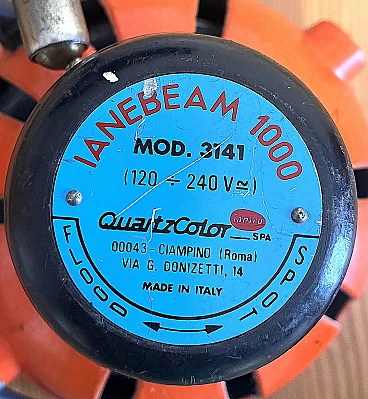 IANEBEAM 1000
MOD. 3141
(120 ÷ 240 V≂)
QuartzColor
IANIRO
SPA
00043 - CIAMPINO (Roma)
VIA G. DONIZETTI, 14
MADE IN ITALY
FLOOD
SPOT